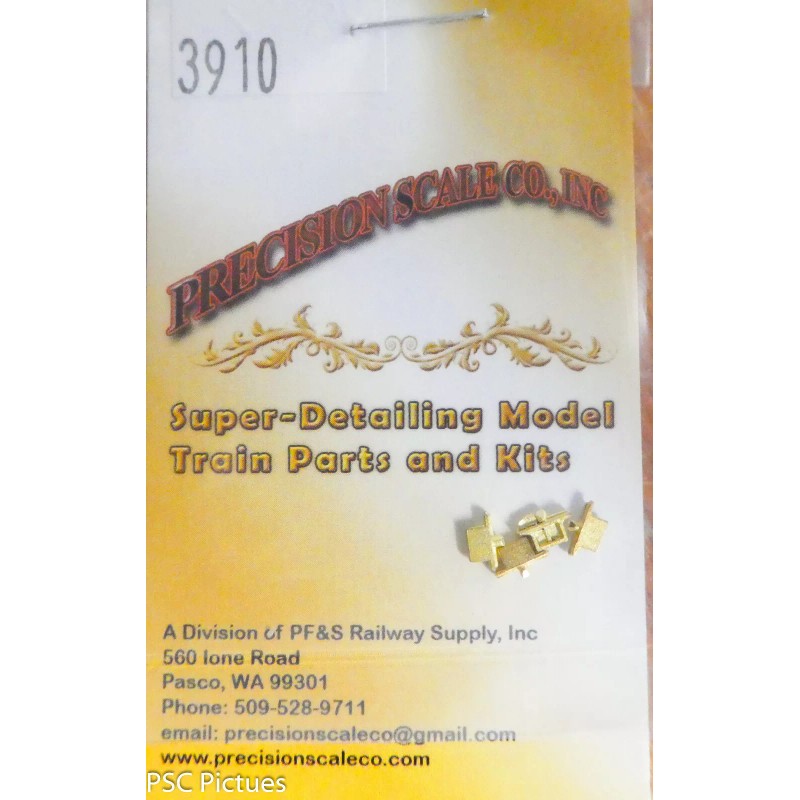 3910
PRECISION SCALE CO., INC
Super-Detailing Model
Train Parts and Kits
A Division of PF&S Railway Supply, Inc
560 Ione Road
Pasco, WA 99301
Phone: 509-528-9711
email: precisionscaleco@gmail.com
www.precisionscaleco.com
PSC Pictues